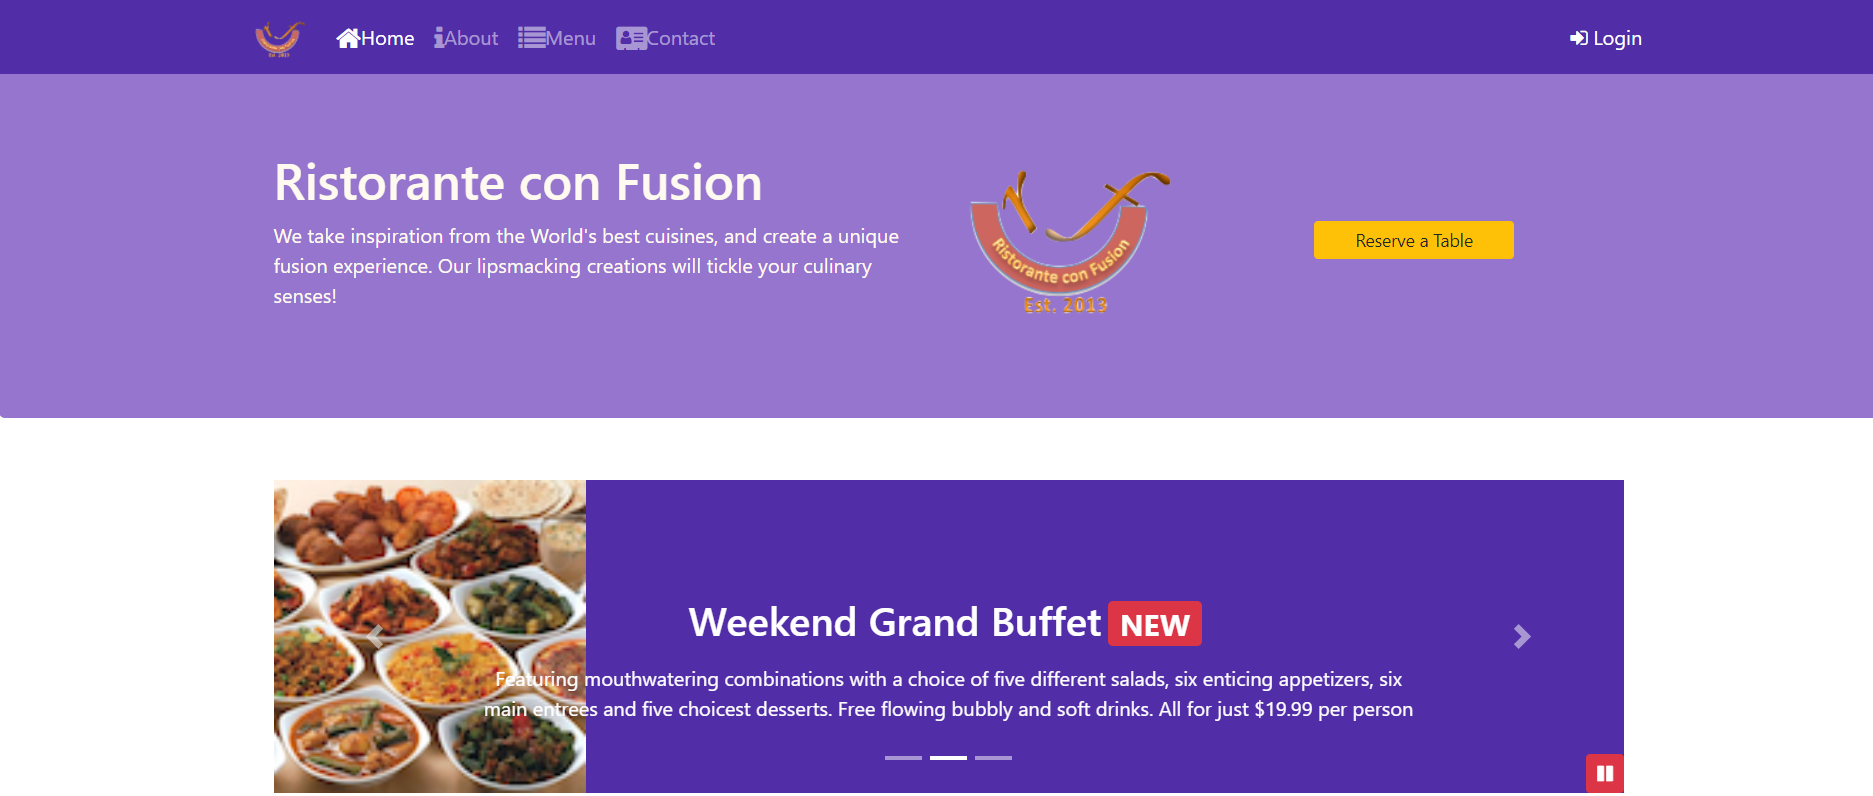 Home About Menu Contact Login
Ristorante con Fusion
We take inspiration from the World's best cuisines, and create a unique
fusion experience. Our lipsmacking creations will tickle your culinary
senses!
Ristorante con Fusion
Est. 2013
Reserve a Table
Weekend Grand Buffet NEW
Featuring mouthwatering combinations with a choice of five different salads, six enticing appetizers, six
main entrees and five choicest desserts. Free flowing bubbly and soft drinks. All for just $19.99 per person